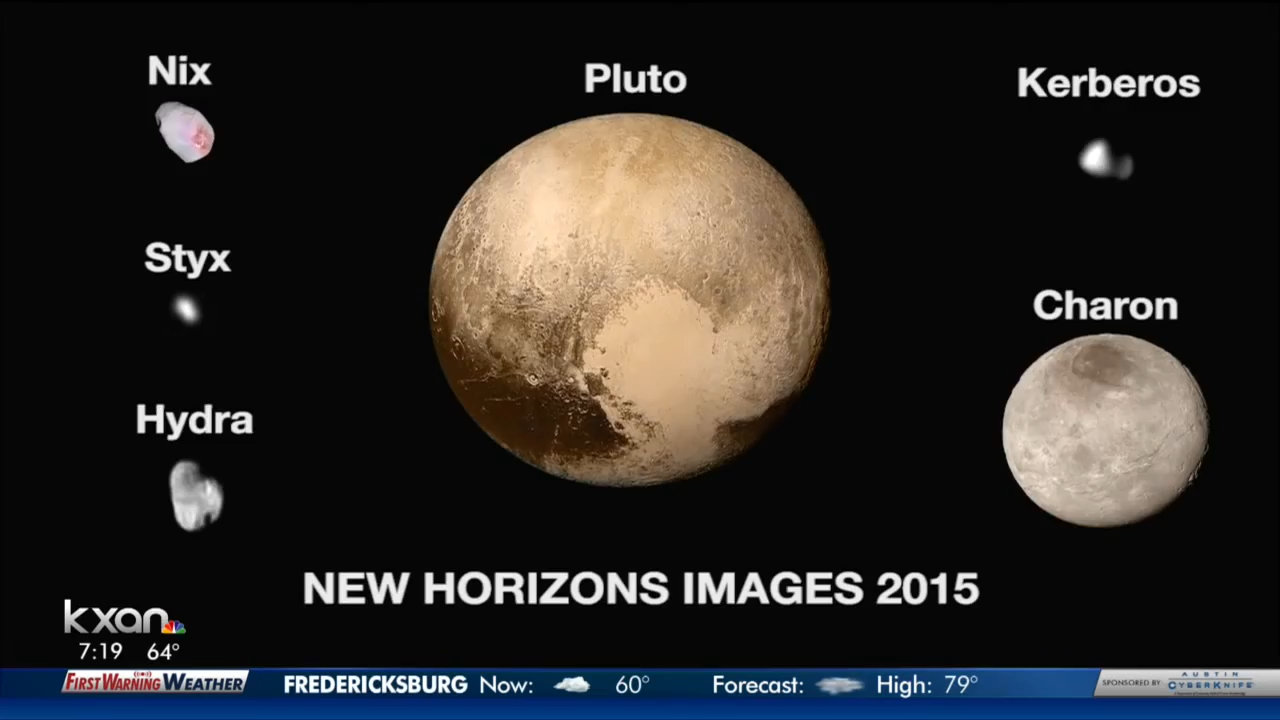 Nix
Pluto
Kerberos
Styx
Charon
Hydra
NEW HORIZONS IMAGES 2015
kxan
7:19 64°
FIRST WARNING WEATHER FREDERICKSBURG Now: 60° Forecast: High: 79° SPONSORED BY AUSTIN CYBERKNIFE